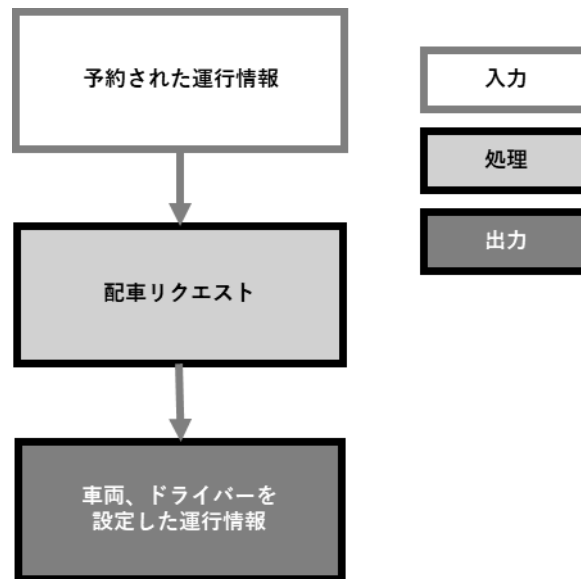 予約された運行情報
入力
処理
出力
配車リクエスト
車両、ドライバーを
設定した運行情報